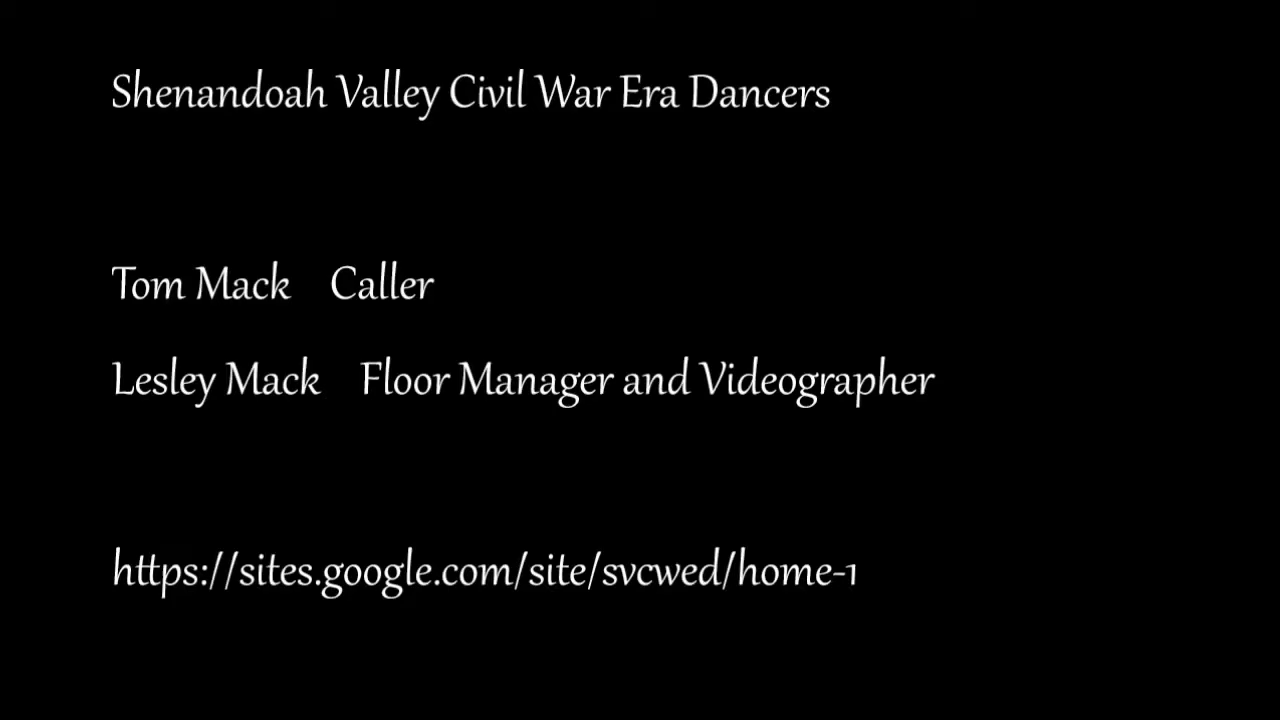 Shenandoah Valley Civil War Era Dancers
Tom Mack Caller
Lesley Mack Floor Manager and Videographer
https://sites.google.com/site/svcwed/home-1